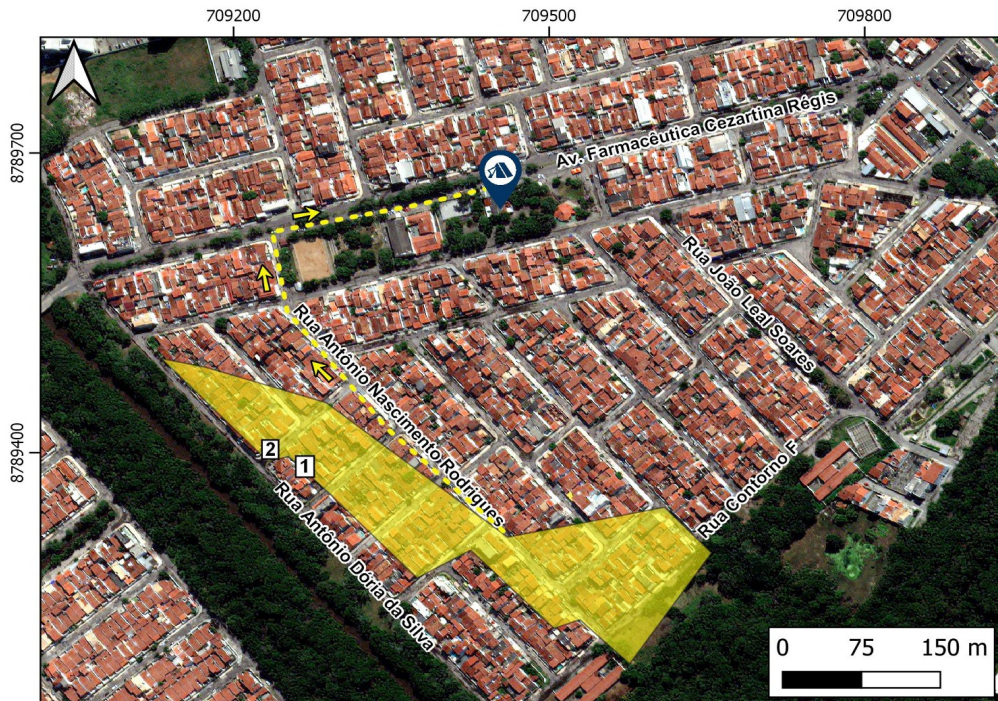 709200
709500
709800
8789700
8789400
Av. Farmacêutica Cezartina Régis
Rua João Leal Soares
Rua Antônio Nascimento Rodrigues
Rua Contorno F
2
1
Rua Antônio Dória da Silva
0 75 150 m